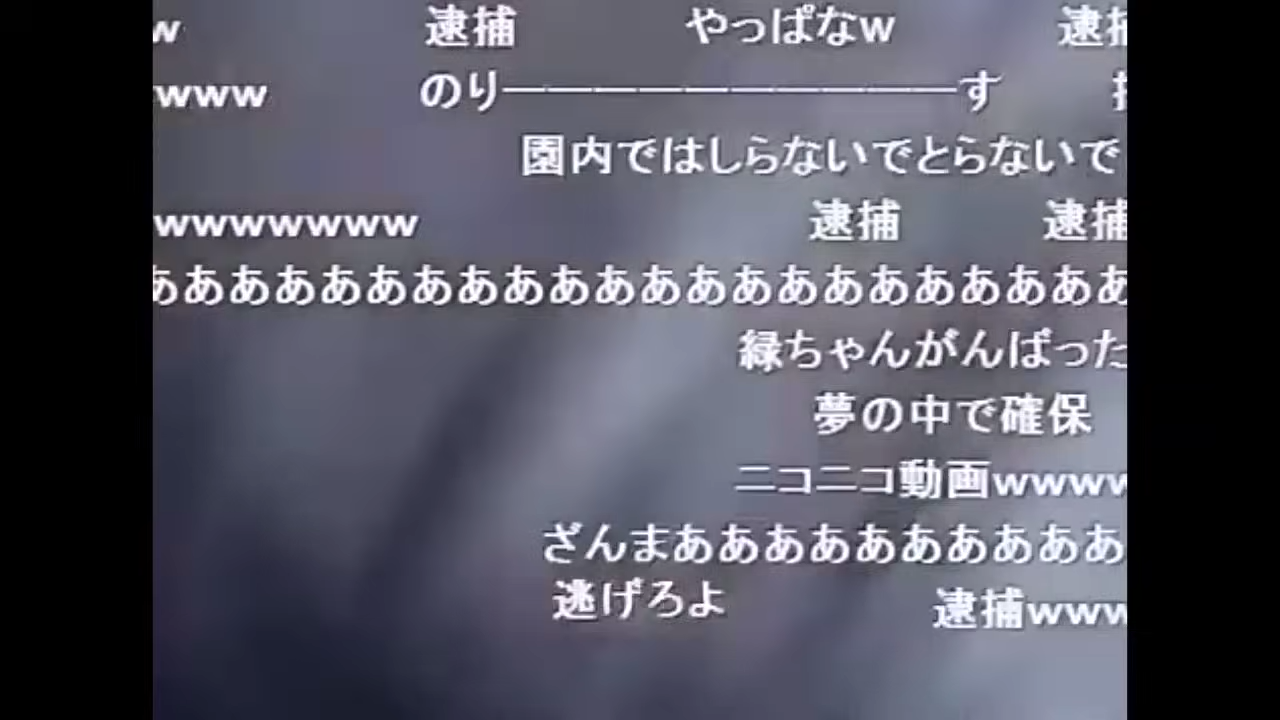 w 逮捕 やっぱなw 逮捕
www のり――――――――――す
園内ではしらないでとらないで
wwwwwwww 逮捕 逮捕
ああああああああああああああああああああああ
緑ちゃんがんばった
夢の中で確保
ニコニコ動画wwww
ざんまああああああああああ
逃げろよ 逮捕www